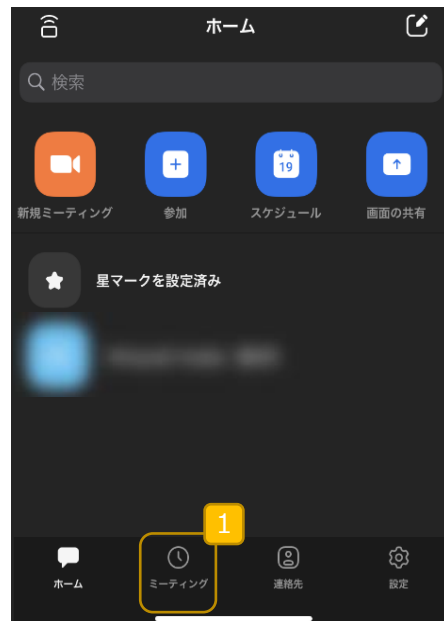 ホーム
検索
19
新規ミーティング
参加
スケジュール
画面の共有
星マークを設定済み
1
ホーム
ミーティング
連絡先
設定